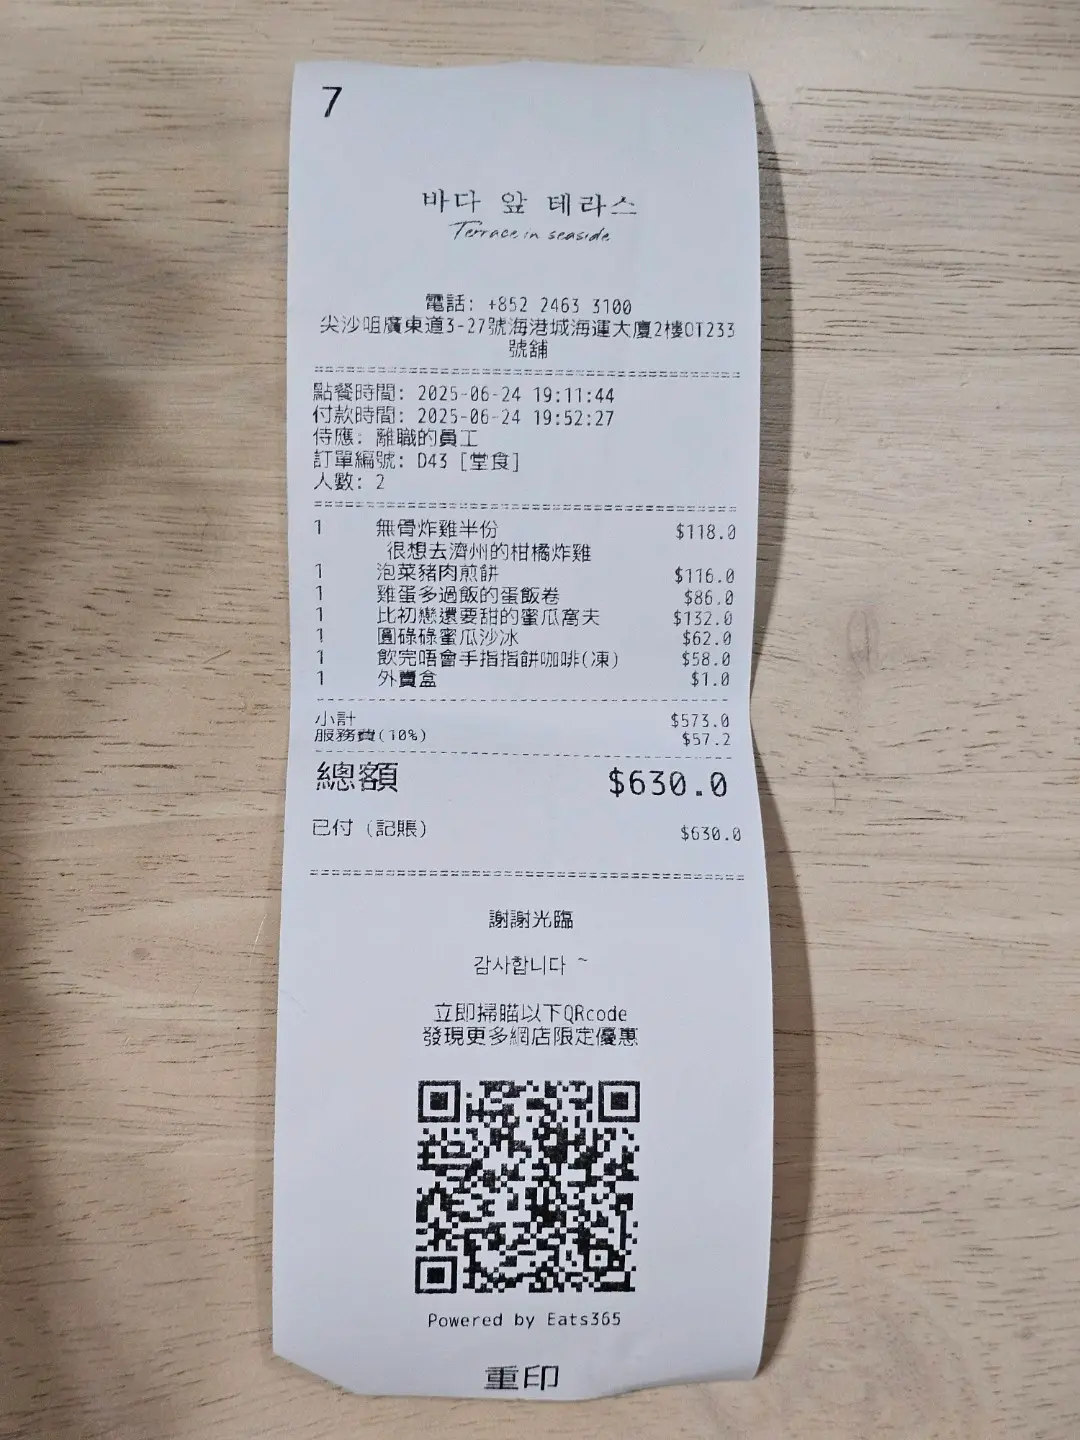 7
바다 앞 테라스
Terrace in seaside
電話: +852 2463 3100
尖沙咀廣東道3-27號海港城海運大廈2樓OT233
號舖
點餐時間: 2025-06-24 19:11:44
付款時間: 2025-06-24 19:52:27
侍應: 離職的員工
訂單編號: D43 [堂食]
人數: 2
1 無骨炸雞半份 $118.0
很想去濟州的柑橘炸雞
1 泡菜豬肉煎餅 $116.0
1 雞蛋多過飯的蛋飯卷 $86.0
1 比初戀還要甜的蜜瓜窩夫 $132.0
1 圓碌碌蜜瓜沙冰 $62.0
1 飲完唔會手指指餅咖啡(凍) $58.0
1 外賣盒 $1.0
小計 $573.0
服務費(10%) $57.2
總額 $630.0
已付 (記賬) $630.0
謝謝光臨
감사합니다 ~
立即掃瞄以下QRcode
發現更多網店限定優惠
Powered by Eats365
重印